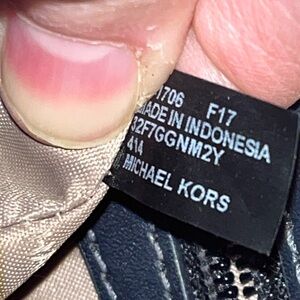 1706 F17
MADE IN INDONESIA
32F7GGNM2Y
414
MICHAEL KORS